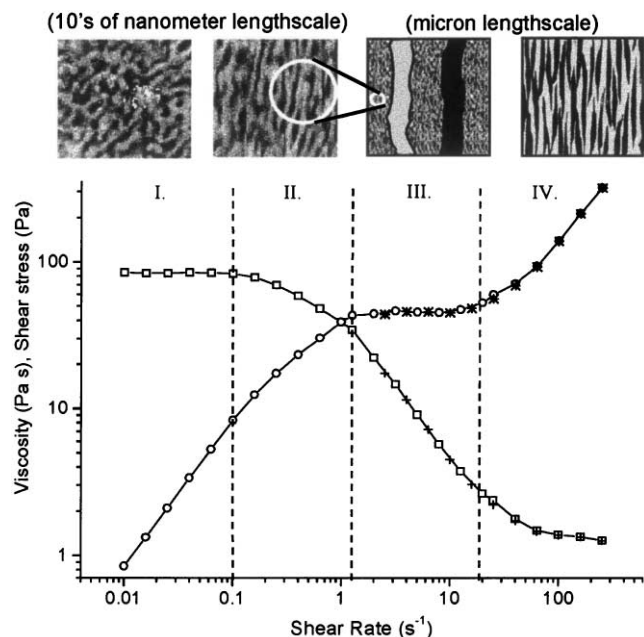 (10's of nanometer lengthscale) (micron lengthscale)
I. II. III. IV.
100
10
1
Viscosity (Pa s), Shear stress (Pa)
0.01 0.1 1 10 100
Shear Rate (s⁻¹)